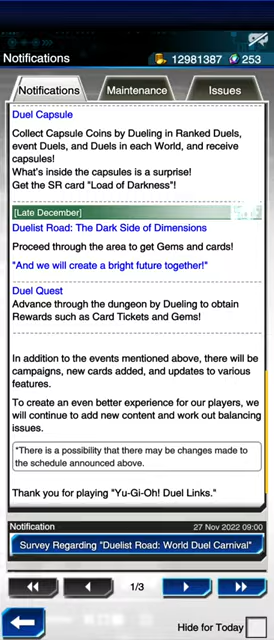 Notifications
12981387
253
Notifications
Maintenance
Issues
Duel Capsule
Collect Capsule Coins by Dueling in Ranked Duels,
event Duels, and Duels in each World, and receive
capsules!
What's inside the capsules is a surprise!
Get the SR card "Load of Darkness"!
[Late December]
Duelist Road: The Dark Side of Dimensions
Proceed through the area to get Gems and cards!
"And we will create a bright future together!"
Duel Quest
Advance through the dungeon by Dueling to obtain
Rewards such as Card Tickets and Gems!
In addition to the events mentioned above, there will be
campaigns, new cards added, and updates to various
features.
To create an even better experience for our players, we
will continue to add new content and work out balancing
issues.
*There is a possibility that there may be changes made to
the schedule announced above.
Thank you for playing "Yu-Gi-Oh! Duel Links."
Notification
27 Nov 2022 09:00
Survey Regarding "Duelist Road: World Duel Carnival"
1/3
Hide for Today